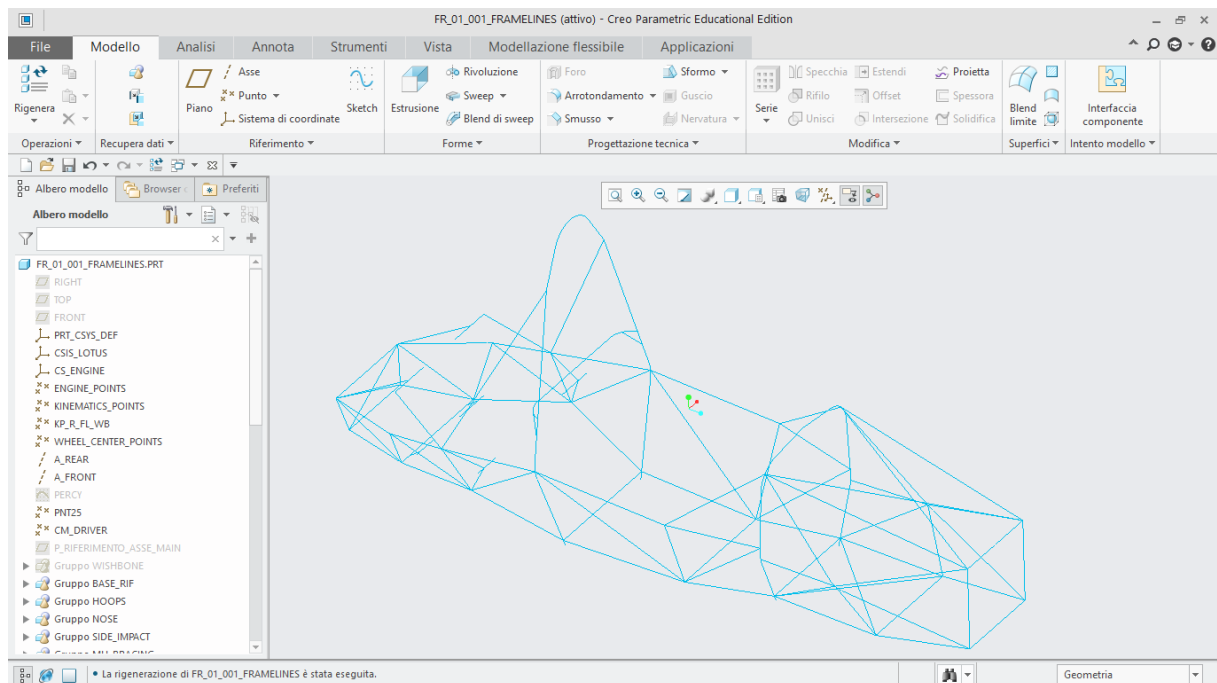 FR_01_001_FRAMELINES (attivo) - Creo Parametric Educational Edition
File Modello Analisi Annota Strumenti Vista Modellazione flessibile Applicazioni
Rigenera
Operazioni
Recupera dati
Piano
Asse
Punto
Sistema di coordinate
Sketch
Riferimento
Estrusione
Rivoluzione
Sweep
Blend di sweep
Forme
Foro
Arrotondamento
Smusso
Sformo
Guscio
Nervatura
Progettazione tecnica
Serie
Specchia
Rifilo
Unisci
Estendi
Offset
Intersezione
Proietta
Spessora
Solidifica
Modifica
Blend
limite
Superfici
Interfaccia
componente
Intento modello
Albero modello Browser Preferiti
Albero modello
FR_01_001_FRAMELINES.PRT
RIGHT
TOP
FRONT
PRT_CSYS_DEF
CSIS_LOTUS
CS_ENGINE
ENGINE_POINTS
KINEMATICS_POINTS
KP_R_FL_WB
WHEEL_CENTER_POINTS
A_REAR
A_FRONT
PERCY
PNT25
CM_DRIVER
P_RIFERIMENTO_ASSE_MAIN
Gruppo WISHBONE
Gruppo BASE_RIF
Gruppo HOOPS
Gruppo NOSE
Gruppo SIDE_IMPACT
• La rigenerazione di FR_01_001_FRAMELINES è stata eseguita.
Geometria